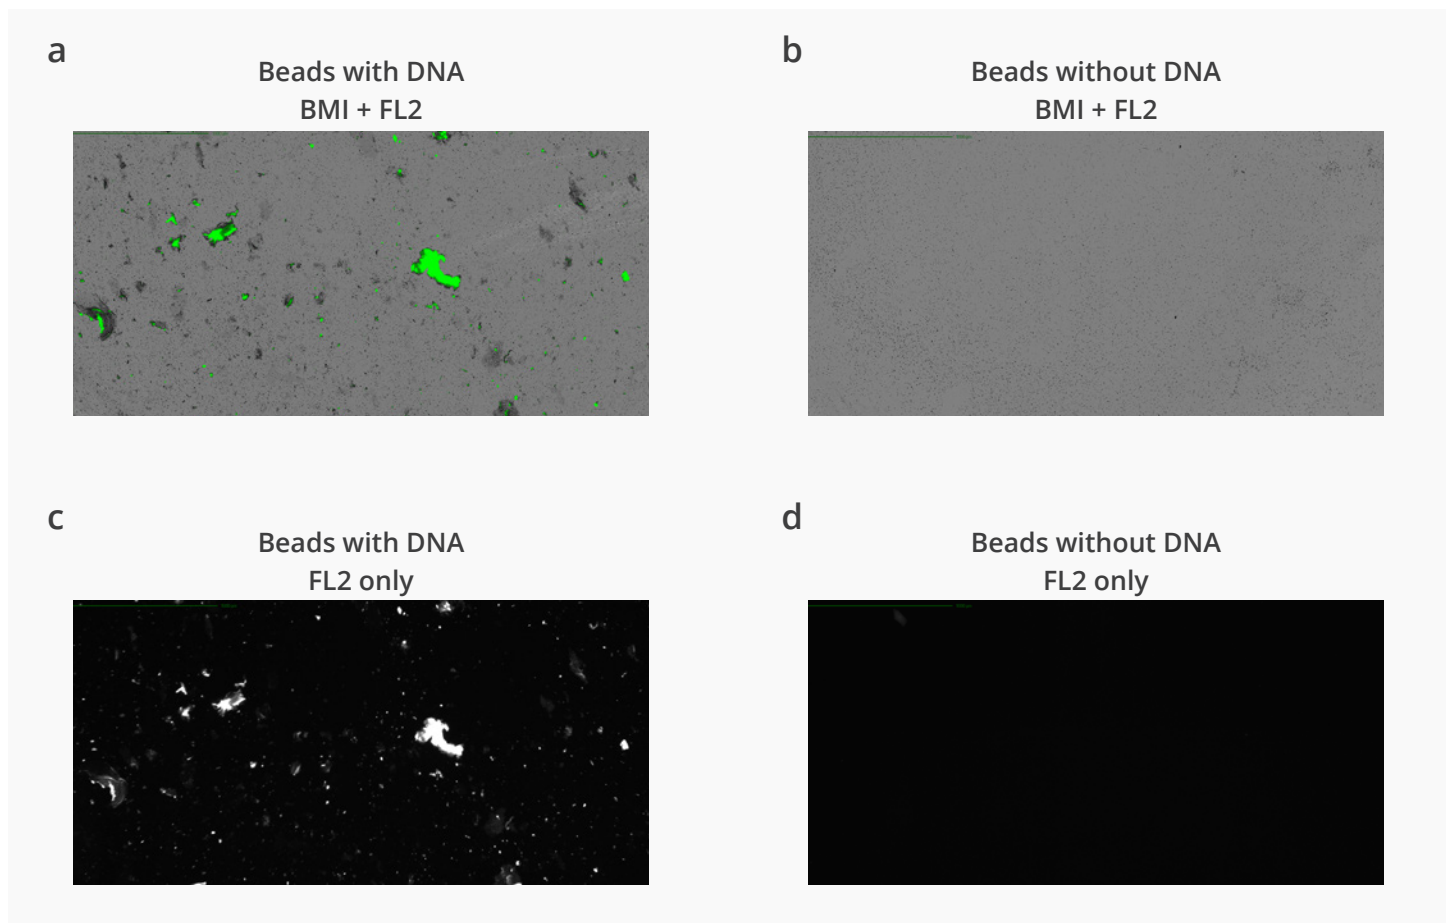 a
Beads with DNA
BMI + FL2
b
Beads without DNA
BMI + FL2
c
Beads with DNA
FL2 only
d
Beads without DNA
FL2 only